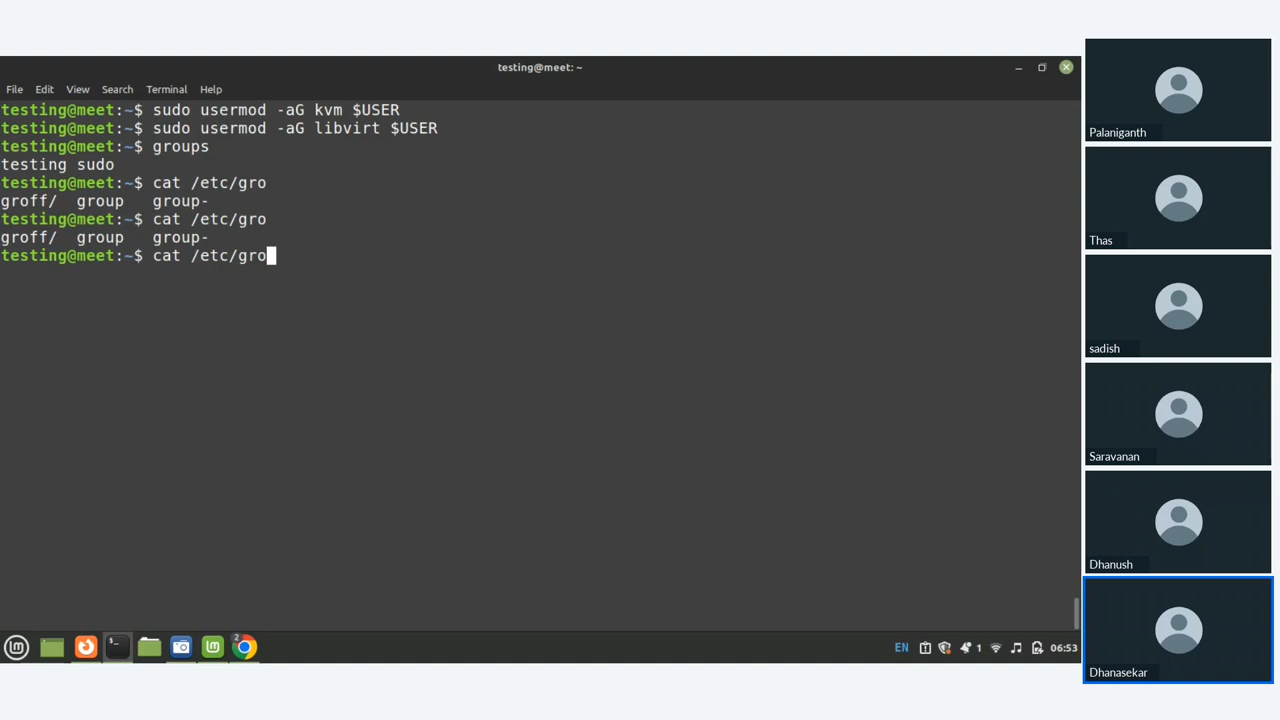 testing@meet: ~
File Edit View Search Terminal Help
testing@meet:~$ sudo usermod -aG kvm $USER
testing@meet:~$ sudo usermod -aG libvirt $USER
testing@meet:~$ groups
testing sudo
testing@meet:~$ cat /etc/gro
groff/ group group-
testing@meet:~$ cat /etc/gro
groff/ group group-
testing@meet:~$ cat /etc/gro
2
EN 1 06:53
Palaniganth
Thas
sadish
Saravanan
Dhanush
Dhanasekar